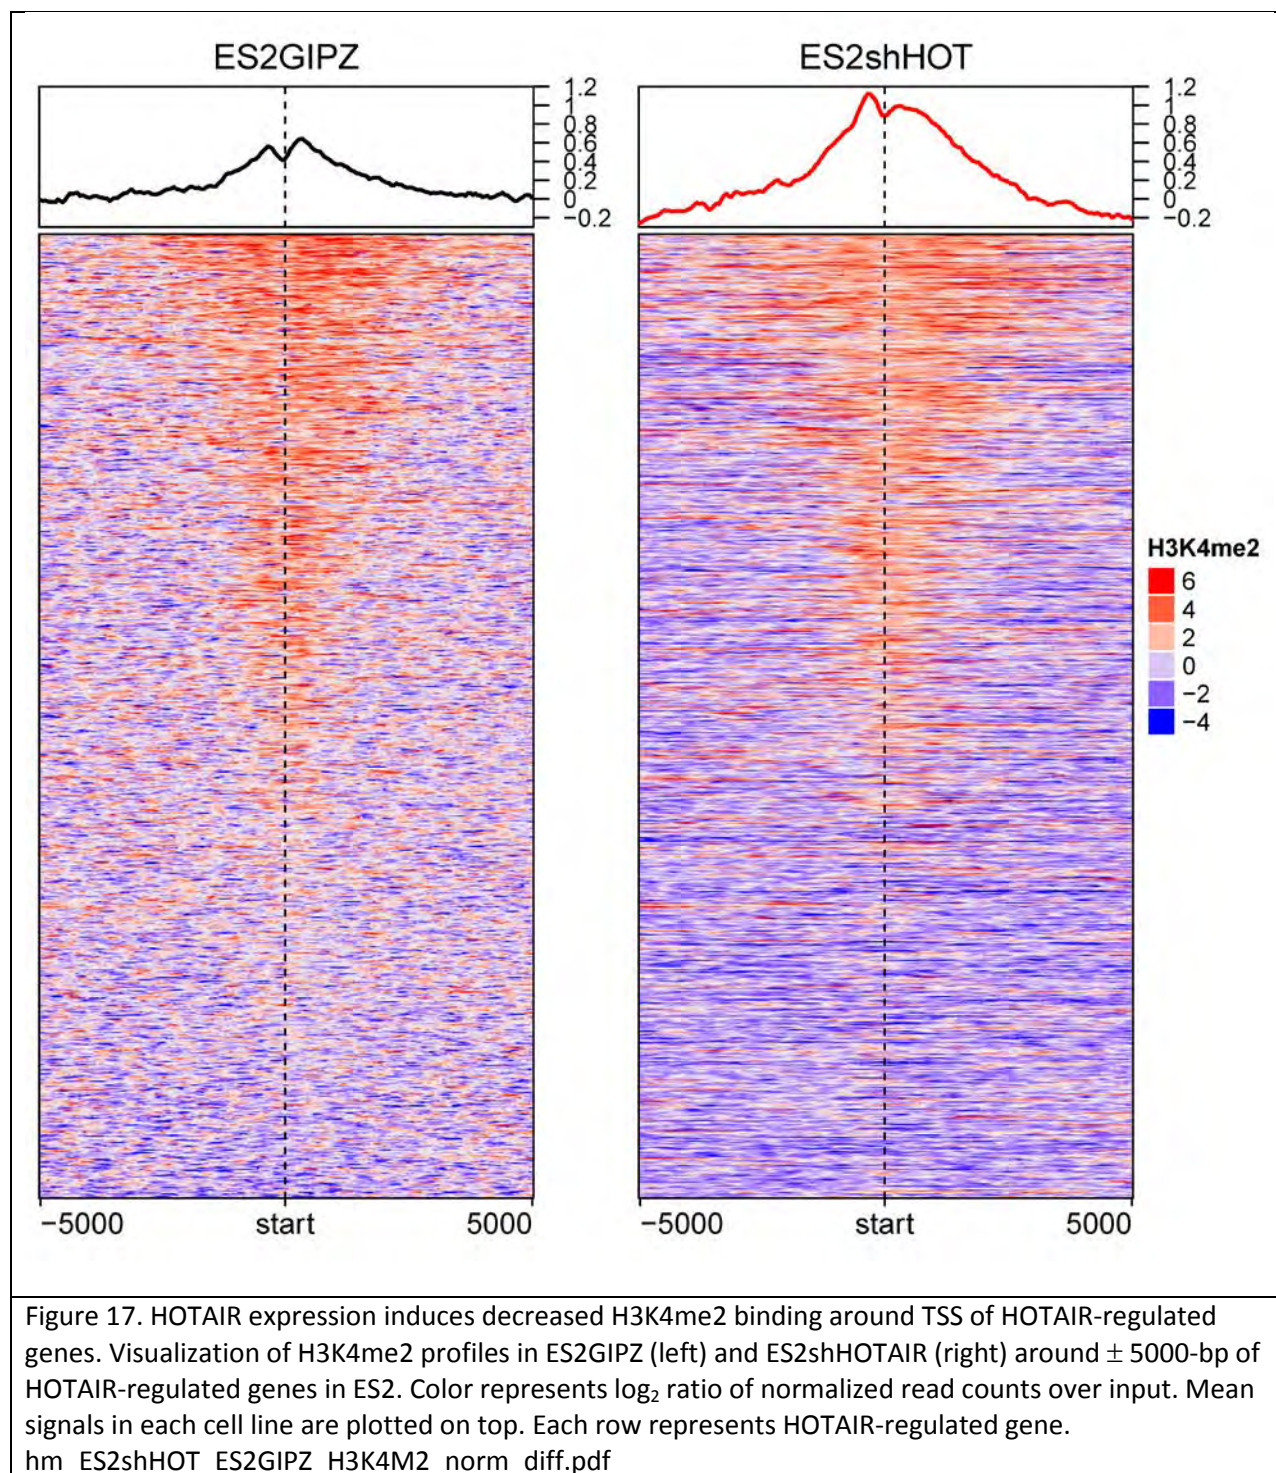 ES2GIPZ
ES2shHOT
1.2
1
0.8
0.6
0.4
0.2
0
−0.2
1.2
1
0.8
0.6
0.4
0.2
0
−0.2
H3K4me2
6
4
2
0
−2
−4
−5000 start 5000
−5000 start 5000
Figure 17. HOTAIR expression induces decreased H3K4me2 binding around TSS of HOTAIR-regulated
genes. Visualization of H3K4me2 profiles in ES2GIPZ (left) and ES2shHOTAIR (right) around ± 5000-bp of
HOTAIR-regulated genes in ES2. Color represents log₂ ratio of normalized read counts over input. Mean
signals in each cell line are plotted on top. Each row represents HOTAIR-regulated gene.
hm_ES2shHOT_ES2GIPZ_H3K4M2_norm_diff.pdf